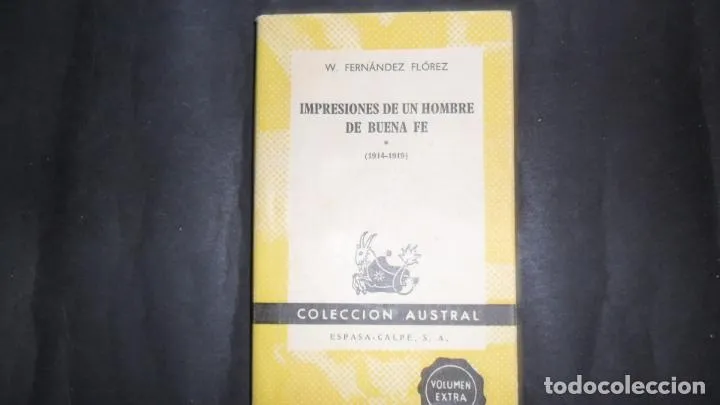 W. FERNÁNDEZ FLÓREZ
IMPRESIONES DE UN HOMBRE
DE BUENA FE
*
(1914-1919)
COLECCION AUSTRAL
ESPASA-CALPE, S. A.
VOLUMEN
EXTRA
todocoleccion